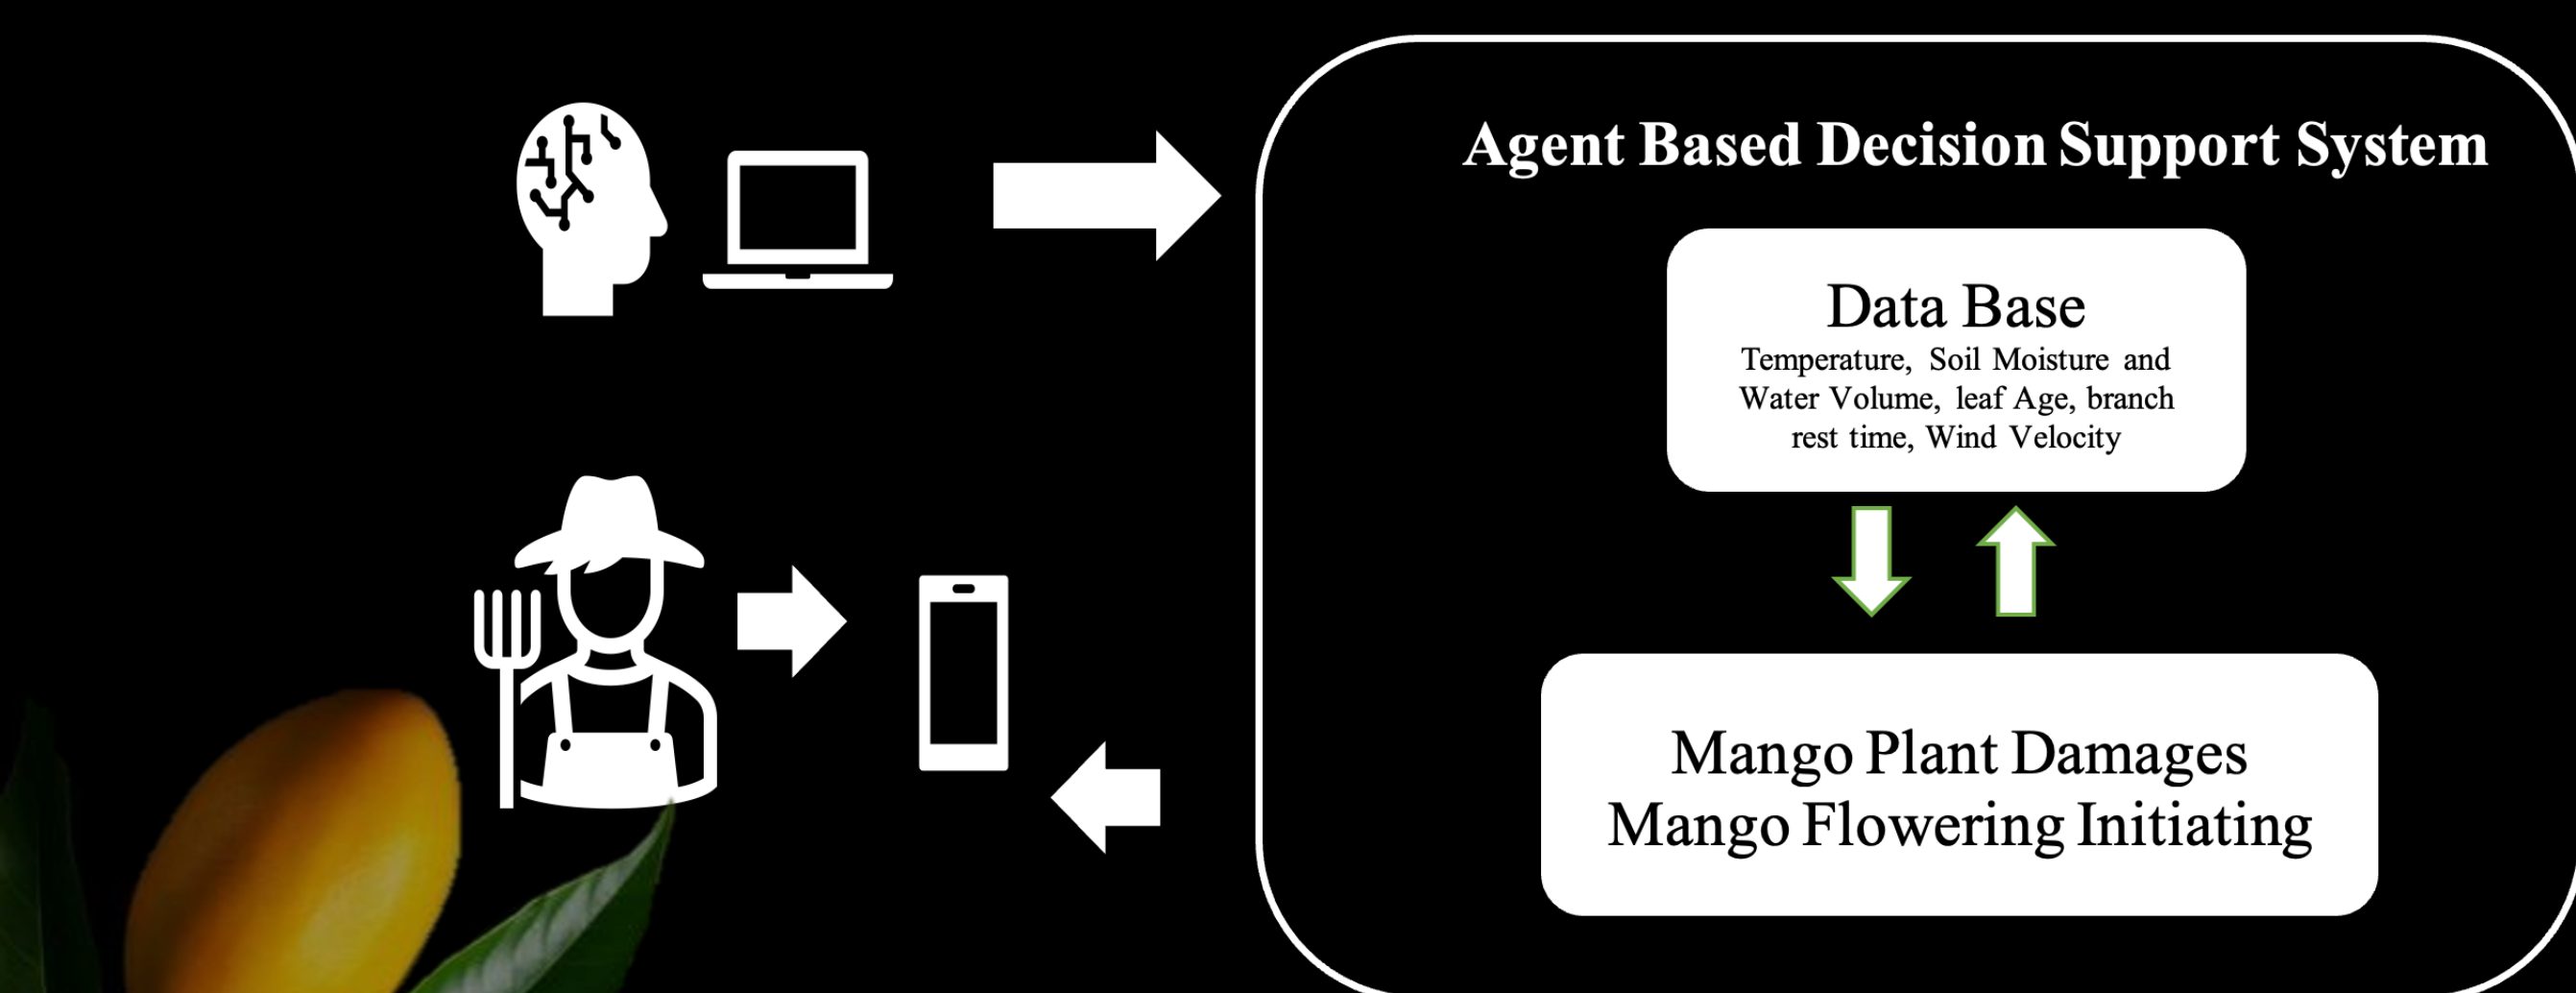 Agent Based Decision Support System
Data Base
Temperature, Soil Moisture and
Water Volume, leaf Age, branch
rest time, Wind Velocity
Mango Plant Damages
Mango Flowering Initiating